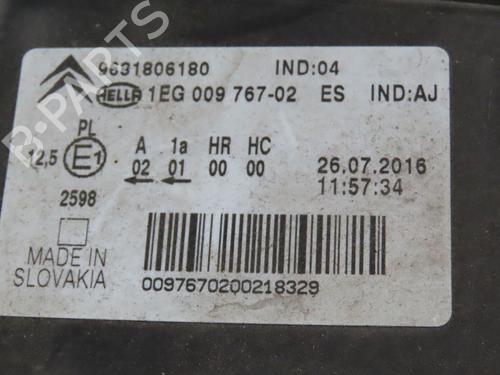 9631806180 IND:04
HELLA 1EG 009 767-02 ES IND:AJ
PL A 1a HR HC
12,5 E1 02 01 00 00 26.07.2016
2598 11:57:34
MADE IN
SLOVAKIA
0097670200218329
B-PARTS